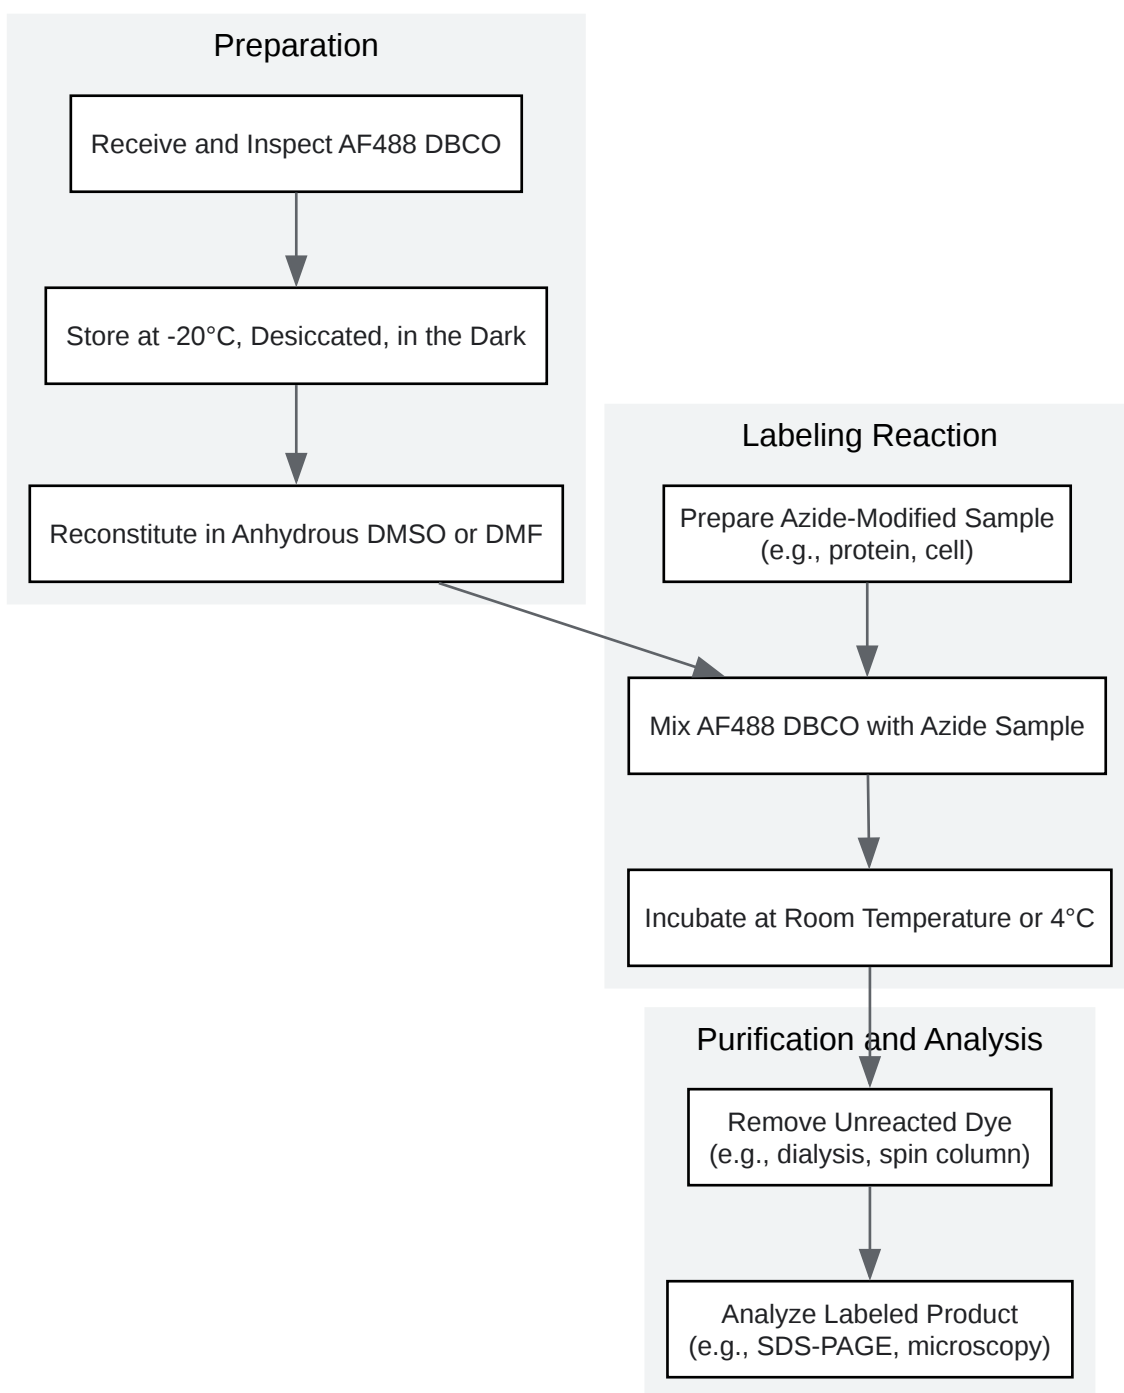 Preparation
Receive and Inspect AF488 DBCO
Store at -20°C, Desiccated, in the Dark
Reconstitute in Anhydrous DMSO or DMF
Labeling Reaction
Prepare Azide-Modified Sample
(e.g., protein, cell)
Mix AF488 DBCO with Azide Sample
Incubate at Room Temperature or 4°C
Purification and Analysis
Remove Unreacted Dye
(e.g., dialysis, spin column)
Analyze Labeled Product
(e.g., SDS-PAGE, microscopy)